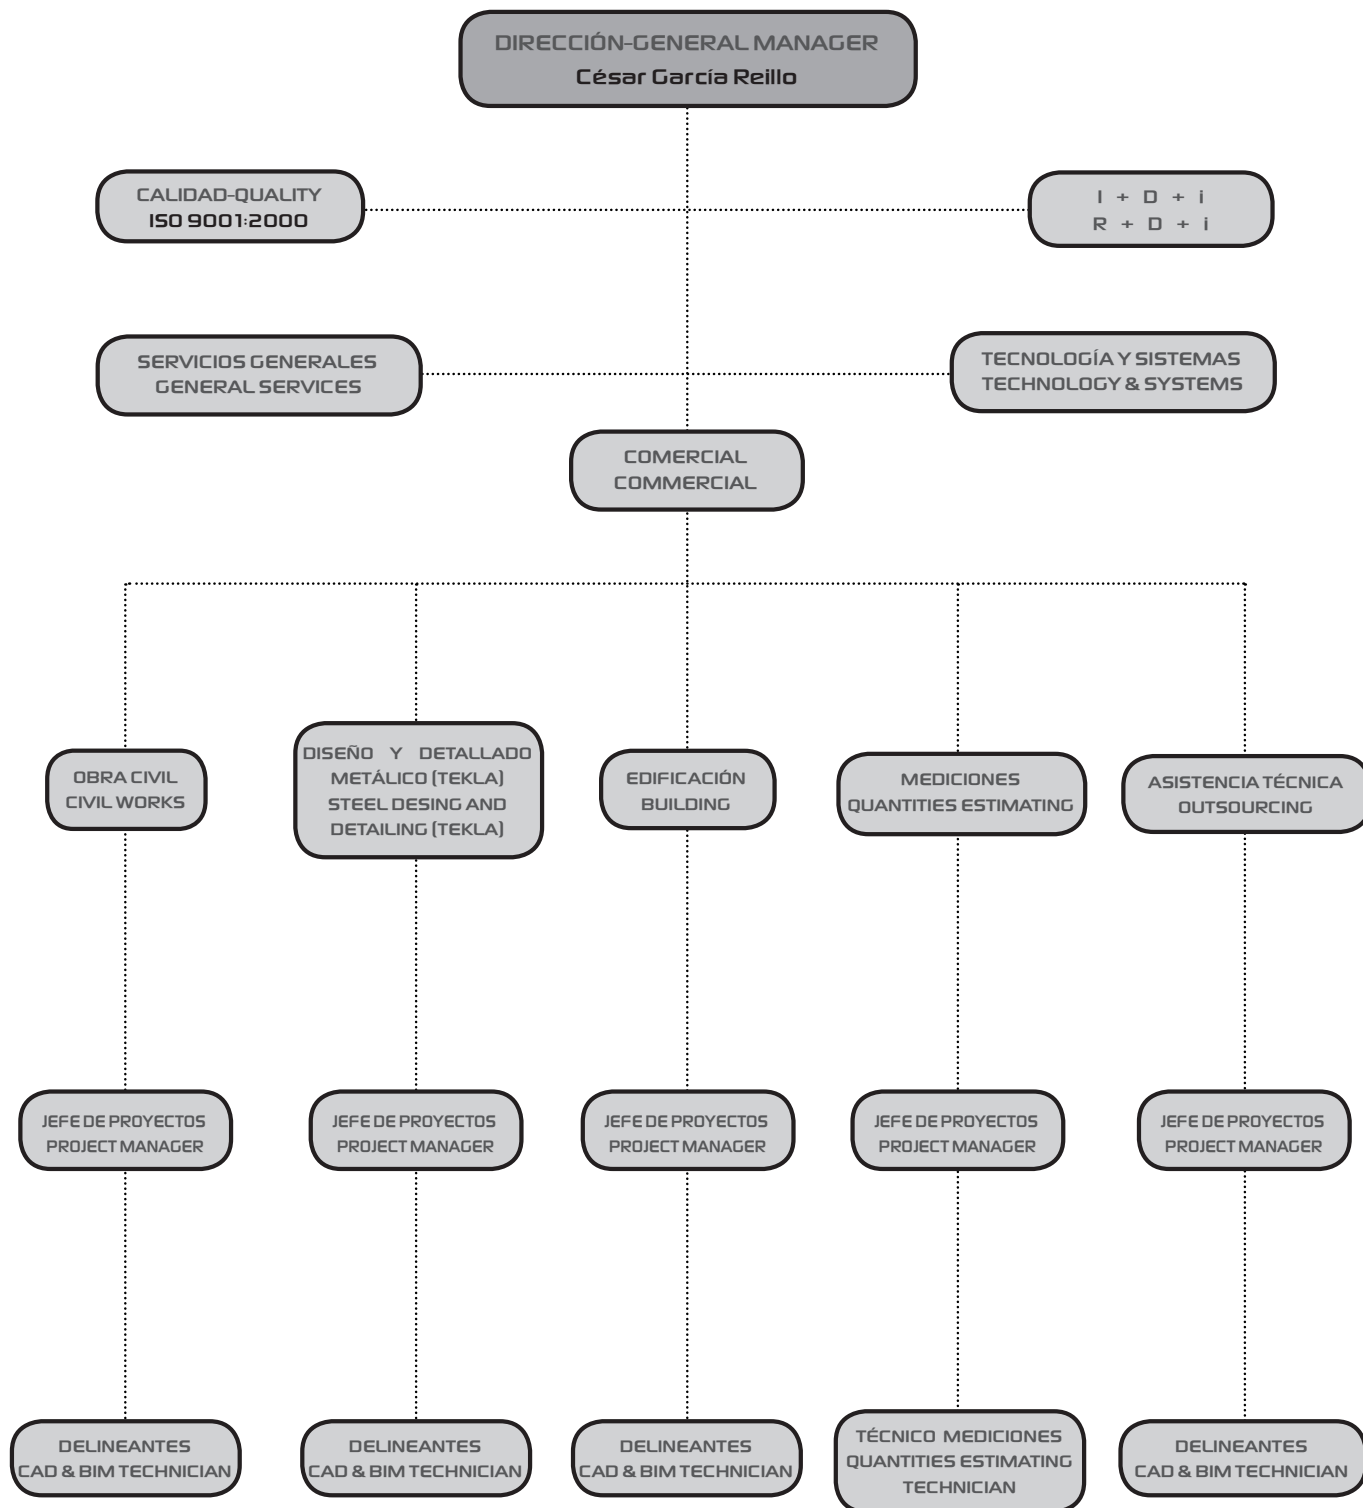 DIRECCIÓN-GENERAL MANAGER
César García Reillo
CALIDAD-QUALITY
ISO 9001:2000
I + D + i
R + D + i
SERVICIOS GENERALES
GENERAL SERVICES
TECNOLOGÍA Y SISTEMAS
TECHNOLOGY & SYSTEMS
COMERCIAL
COMMERCIAL
OBRA CIVIL
CIVIL WORKS
DISEÑO Y DETALLADO
METÁLICO (TEKLA)
STEEL DESING AND
DETAILING (TEKLA)
EDIFICACIÓN
BUILDING
MEDICIONES
QUANTITIES ESTIMATING
ASISTENCIA TÉCNICA
OUTSOURCING
JEFE DE PROYECTOS
PROJECT MANAGER
JEFE DE PROYECTOS
PROJECT MANAGER
JEFE DE PROYECTOS
PROJECT MANAGER
JEFE DE PROYECTOS
PROJECT MANAGER
JEFE DE PROYECTOS
PROJECT MANAGER
DELINEANTES
CAD & BIM TECHNICIAN
DELINEANTES
CAD & BIM TECHNICIAN
DELINEANTES
CAD & BIM TECHNICIAN
TÉCNICO MEDICIONES
QUANTITIES ESTIMATING
TECHNICIAN
DELINEANTES
CAD & BIM TECHNICIAN